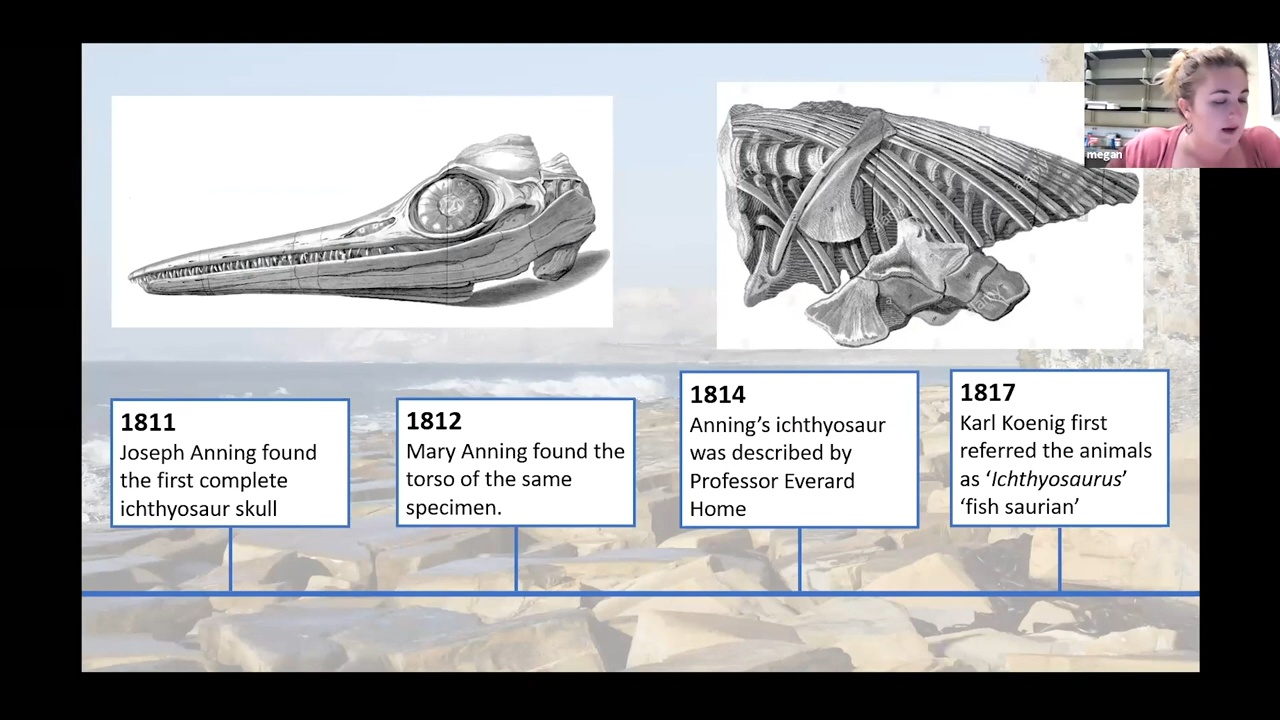 megan
1811
Joseph Anning found
the first complete
ichthyosaur skull
1812
Mary Anning found the
torso of the same
specimen.
1814
Anning’s ichthyosaur
was described by
Professor Everard
Home
1817
Karl Koenig first
referred the animals
as ‘Ichthyosaurus’
‘fish saurian’